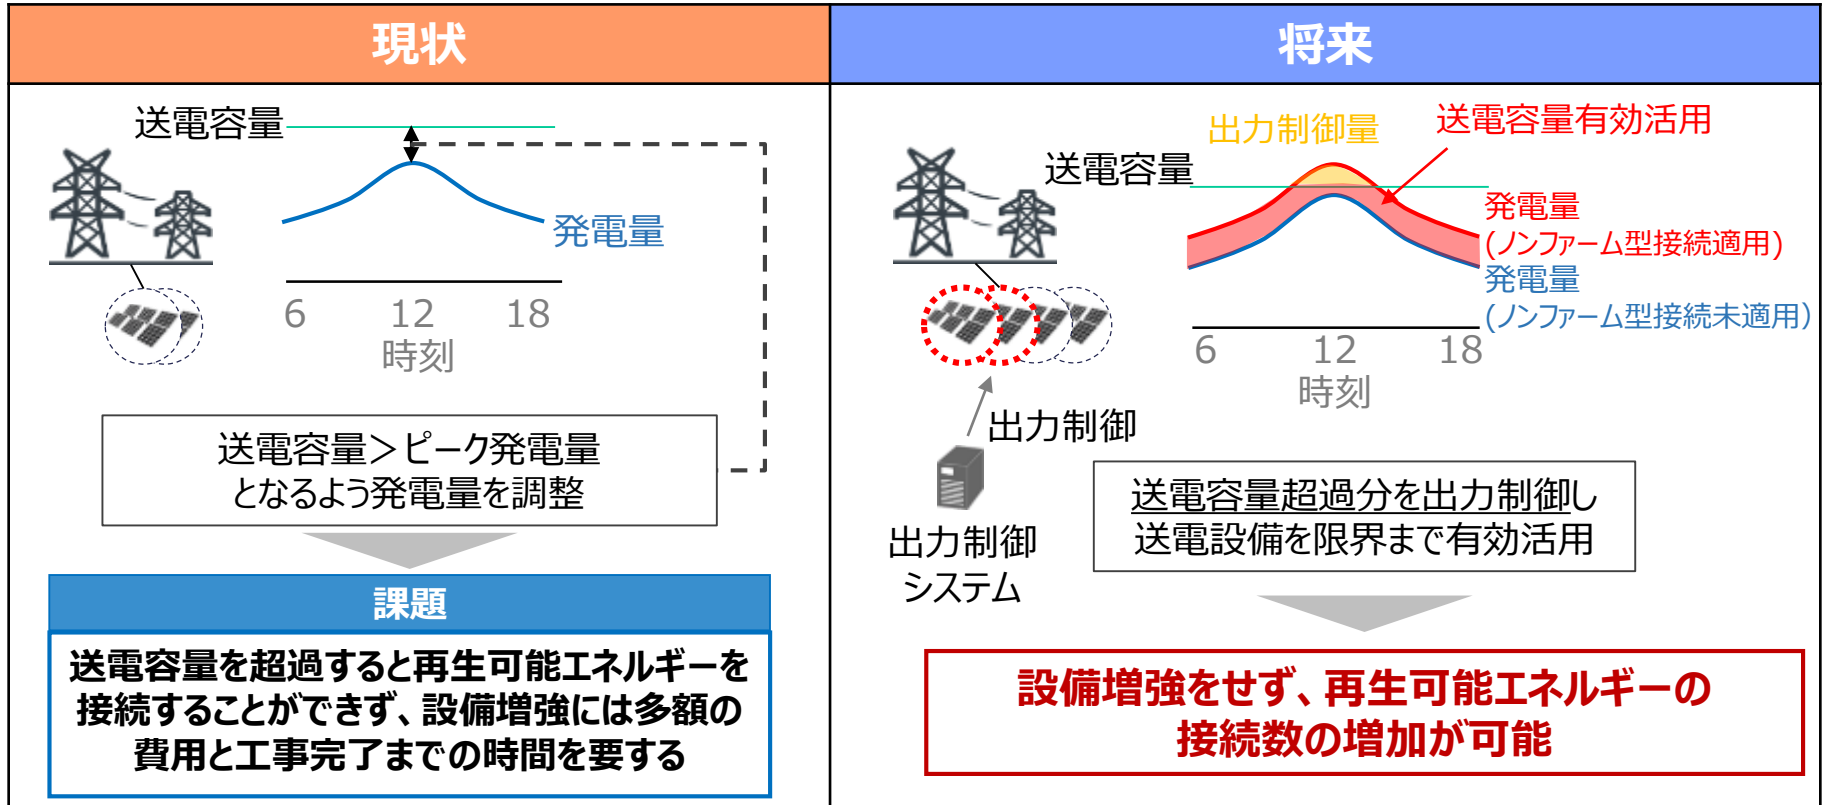 現状
送電容量
発電量
6 12 18
時刻
送電容量＞ピーク発電量
となるよう発電量を調整
課題
送電容量を超過すると再生可能エネルギーを
接続することができず、設備増強には多額の
費用と工事完了までの時間を要する
将来
出力制御量
送電容量有効活用
送電容量
発電量
(ノンファーム型接続適用)
発電量
(ノンファーム型接続未適用)
6 12 18
時刻
出力制御
出力制御
システム
送電容量超過分を出力制御し
送電設備を限界まで有効活用
設備増強をせず、再生可能エネルギーの
接続数の増加が可能